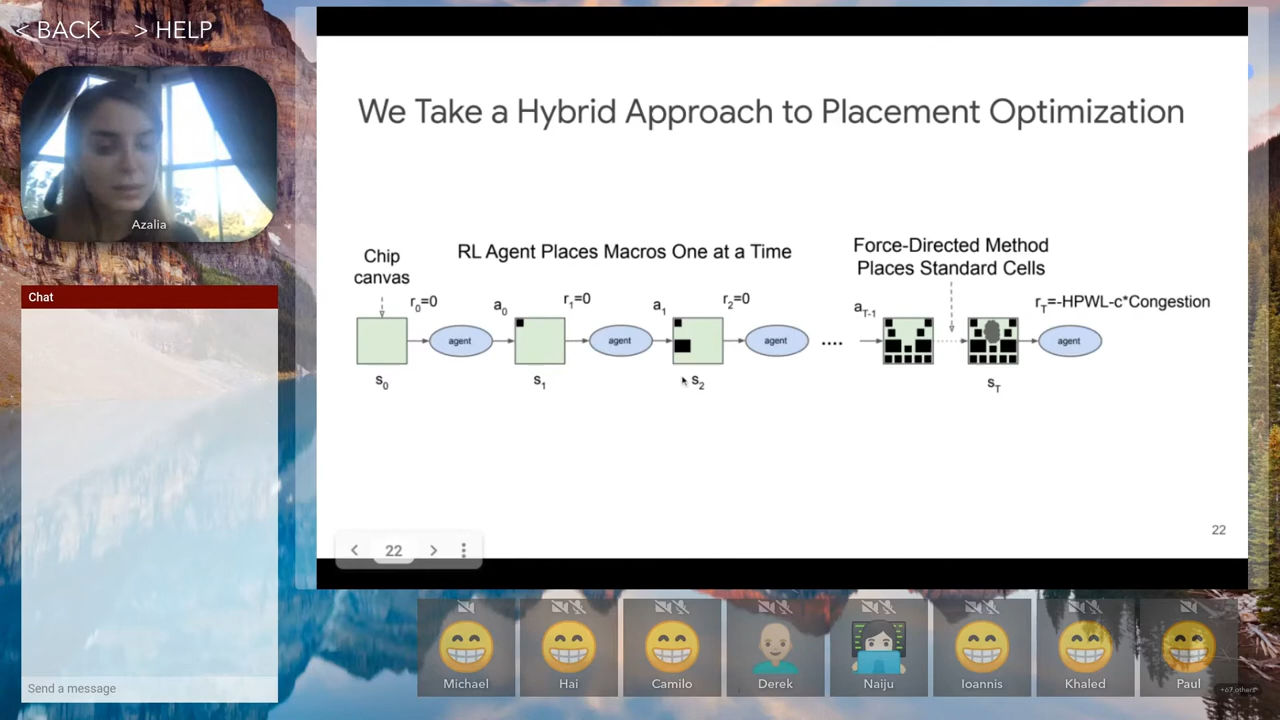 < BACK > HELP
Azalia
Chat
Send a message
We Take a Hybrid Approach to Placement Optimization
Chip
canvas
RL Agent Places Macros One at a Time
Force-Directed Method
Places Standard Cells
r0=0
a0
r1=0
a1
r2=0
aT-1
rT=-HPWL-c*Congestion
agent
agent
agent
....
agent
s0
s1
s2
sT
22
22
Michael
Hai
Camilo
Derek
Naiju
Ioannis
Khaled
Paul
+67 others